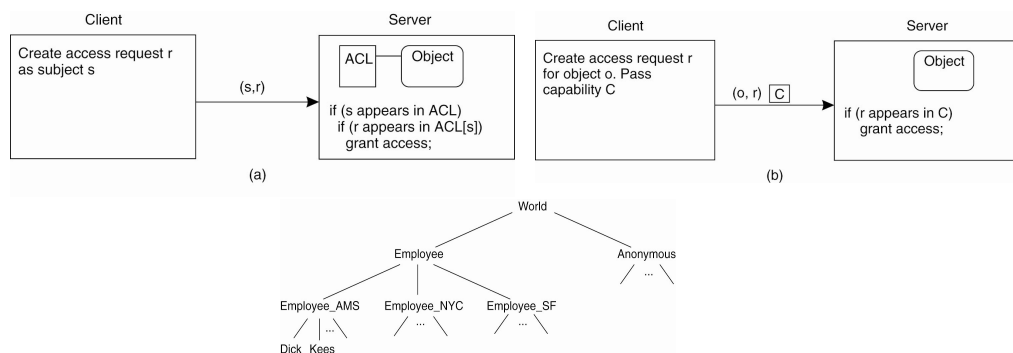 Client
Server
Create access request r
as subject s
(s,r)
ACL
Object
if (s appears in ACL)
if (r appears in ACL[s])
grant access;
(a)
Client
Server
Create access request r
for object o. Pass
capability C
(o, r) C
Object
if (r appears in C)
grant access;
(b)
World
Employee
Anonymous
...
Employee_AMS
Employee_NYC
Employee_SF
...
...
...
Dick Kees